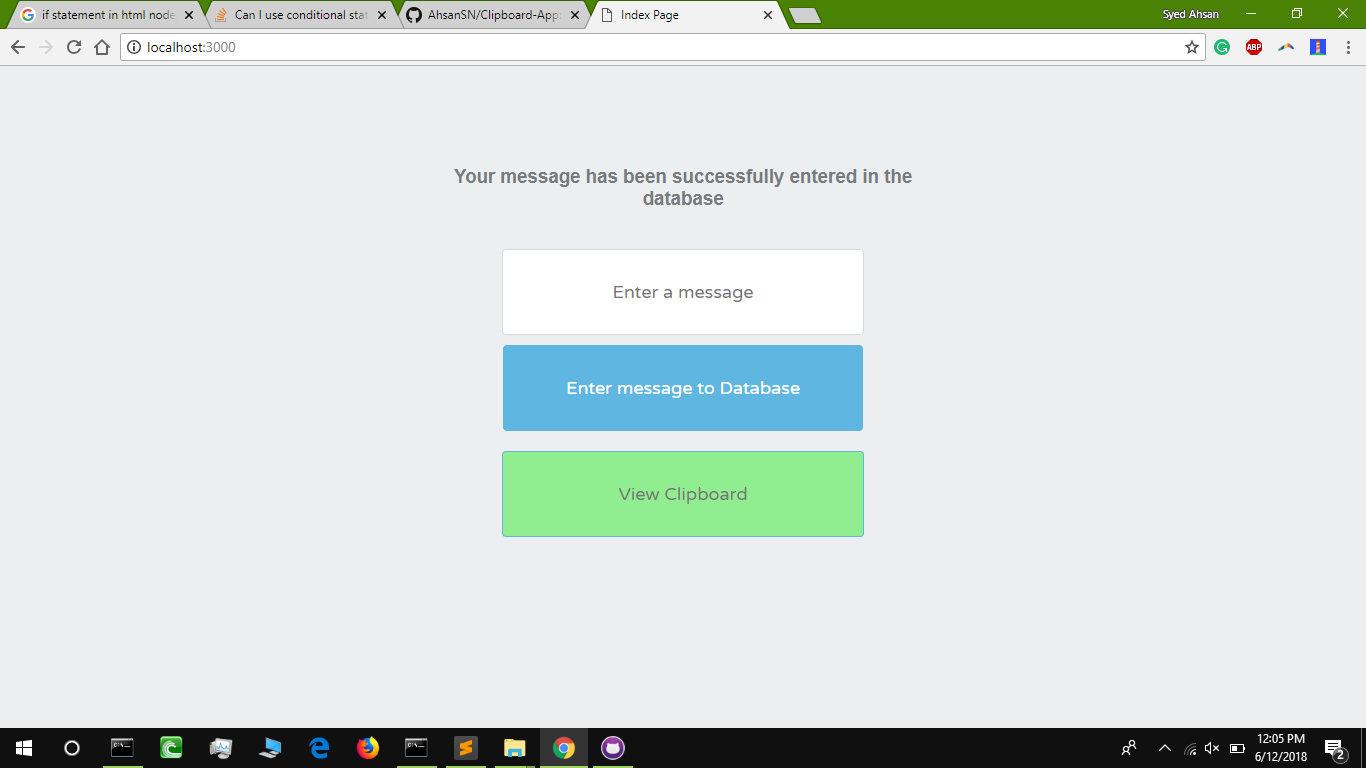 if statement in html node
Can I use conditional stat
AhsanSN/Clipboard-App
Index Page
Syed Ahsan
localhost:3000
ABP
Your message has been successfully entered in the
database
Enter a message
Enter message to Database
View Clipboard
12:05 PM
6/12/2018
2